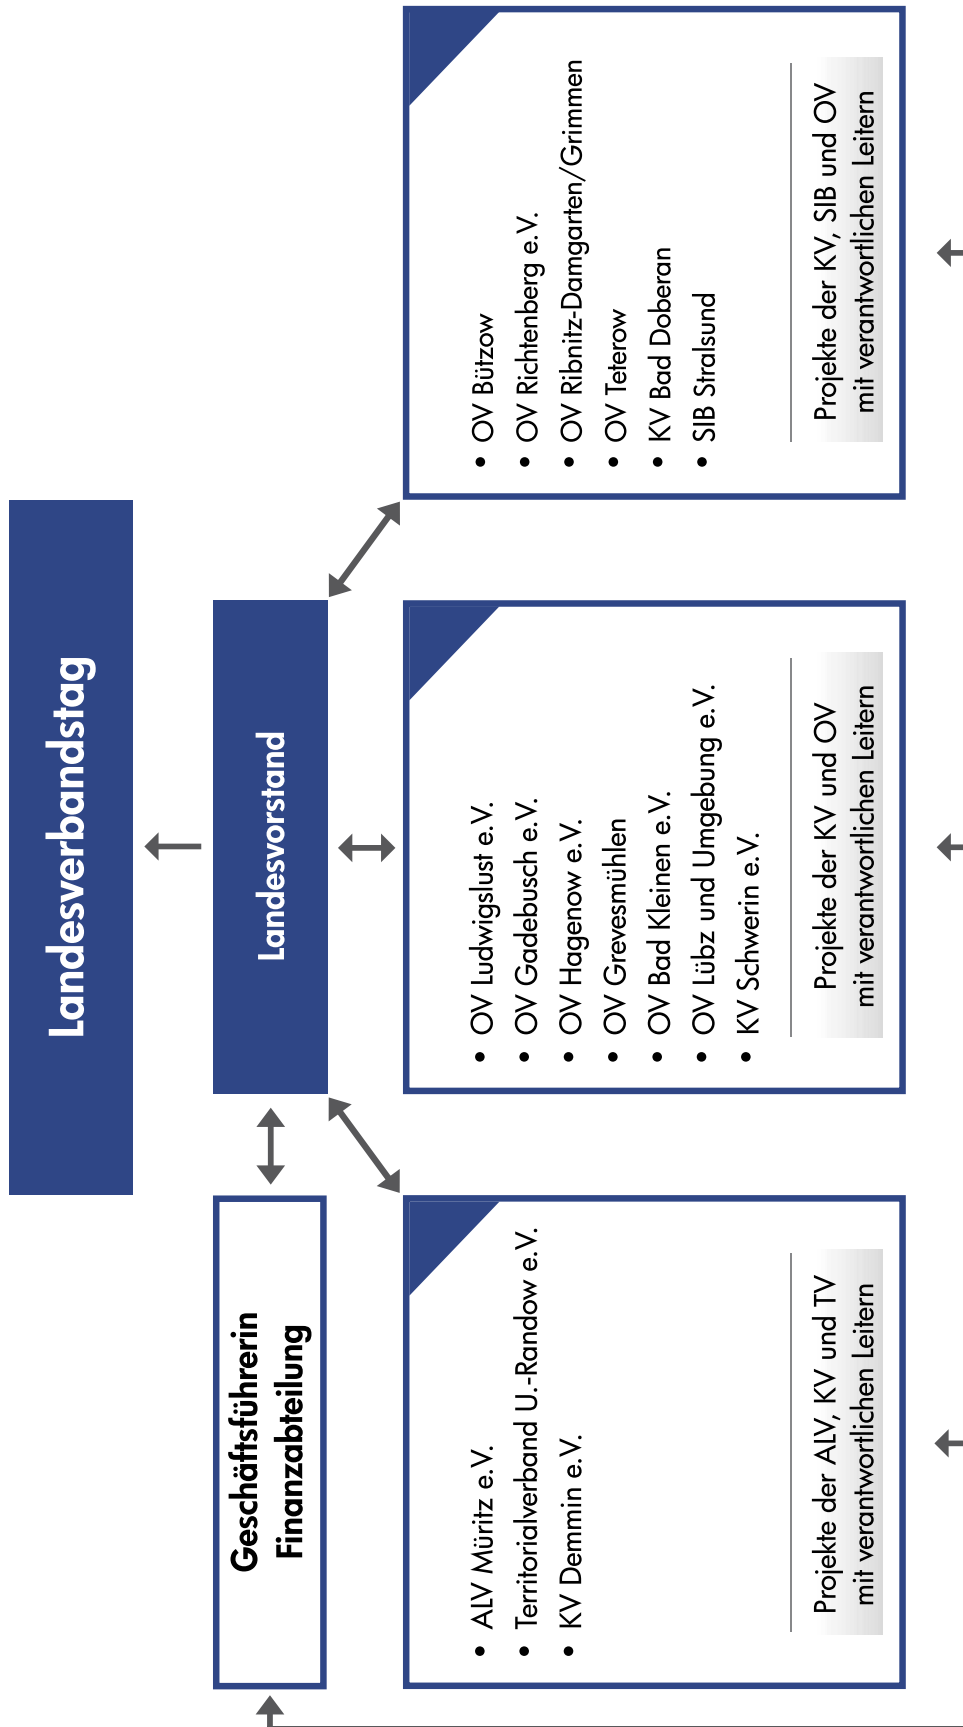 Landesverbandstag
Geschäftsführerin
Finanzabteilung
Landesvorstand
• ALV Müritz e.V.
• Territorialverband U.-Randow e.V.
• KV Demmin e.V.
Projekte der ALV, KV und TV
mit verantwortlichen Leitern
• OV Ludwigslust e.V.
• OV Gadebusch e.V.
• OV Hagenow e.V.
• OV Grevesmühlen
• OV Bad Kleinen e.V.
• OV Lübz und Umgebung e.V.
• KV Schwerin e.V.
Projekte der KV und OV
mit verantwortlichen Leitern
• OV Bützow
• OV Richtenberg e.V.
• OV Ribnitz-Damgarten/Grimmen
• OV Teterow
• KV Bad Doberan
• SIB Stralsund
Projekte der KV, SIB und OV
mit verantwortlichen Leitern